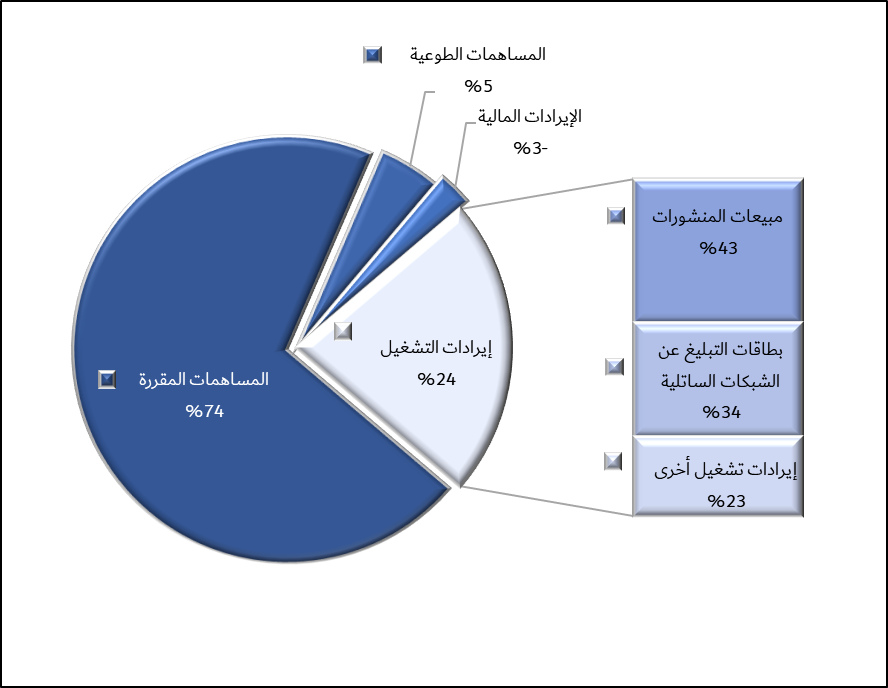 المساهمات الطوعية
%5
الإيرادات المالية
%3-
مبيعات المنشورات
%43
بطاقات التبليغ عن
الشبكات الساتلية
%34
إيرادات تشغيل أخرى
%23
إيرادات التشغيل
%24
المساهمات المقررة
%74